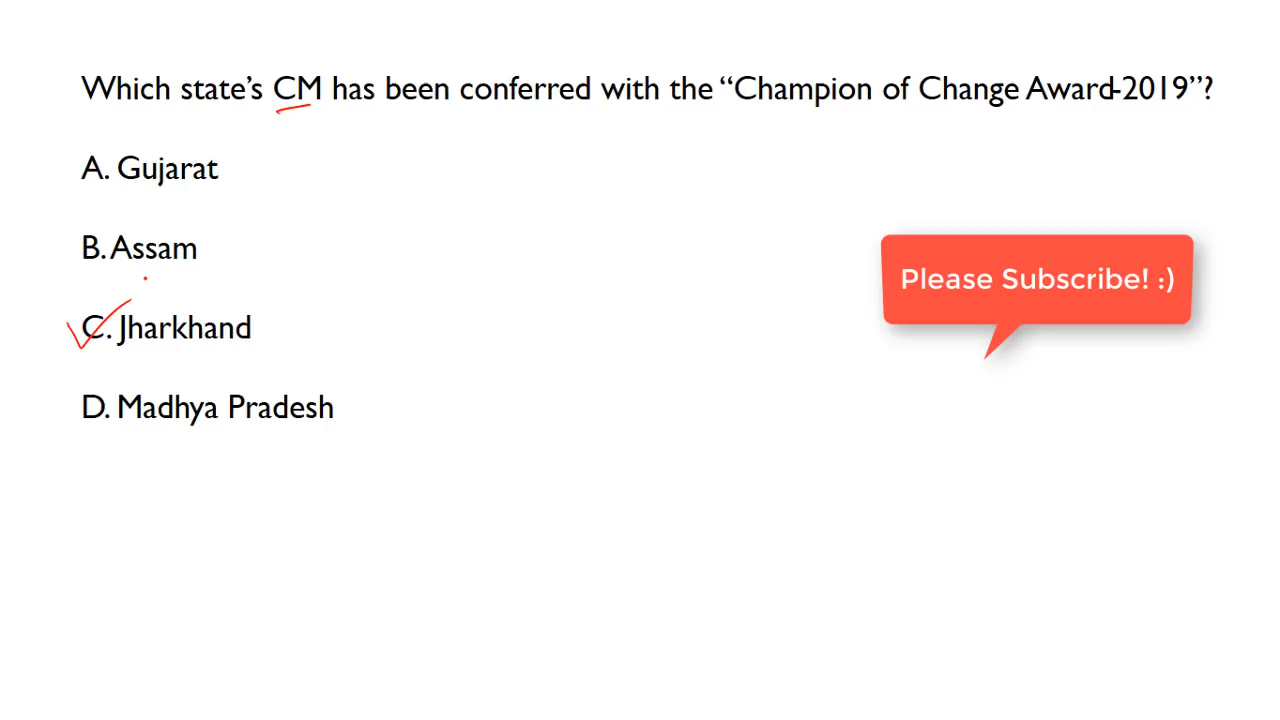 Which state’s CM has been conferred with the “Champion of Change Award-2019”?
A. Gujarat
B. Assam
Please Subscribe! :)
C. Jharkhand
D. Madhya Pradesh